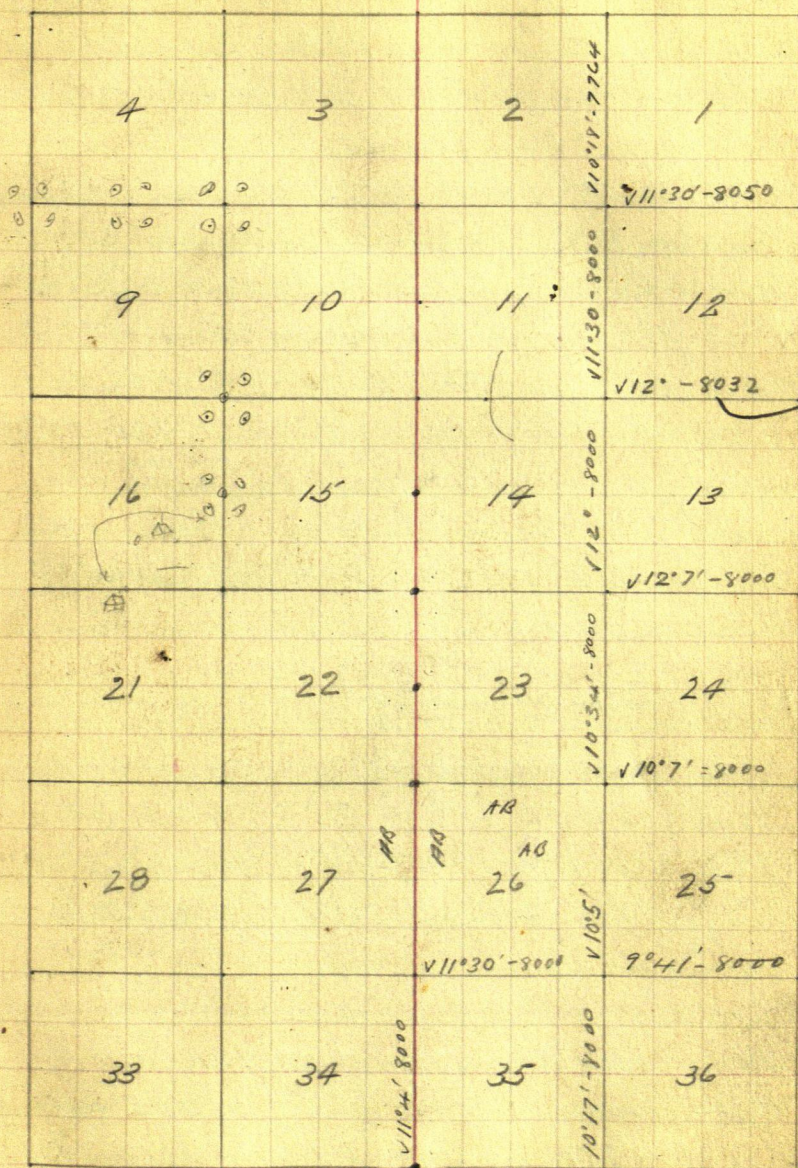 4 3 2 1
V10°18'-7764
V11°30'-8050
9 10 11 12
V11°30-8000
V12° -8032
16 15 14 13
V12° -8000
V12°7'-8000
21 22 23 24
V10°34'-8000
V10°7'=8000
AB
AB AB
AB
28 27 26 25
V10°5'
V11°30'-8000
9°41'-8000
33 34 35 36
V11°4' 8000
10°17'-8000